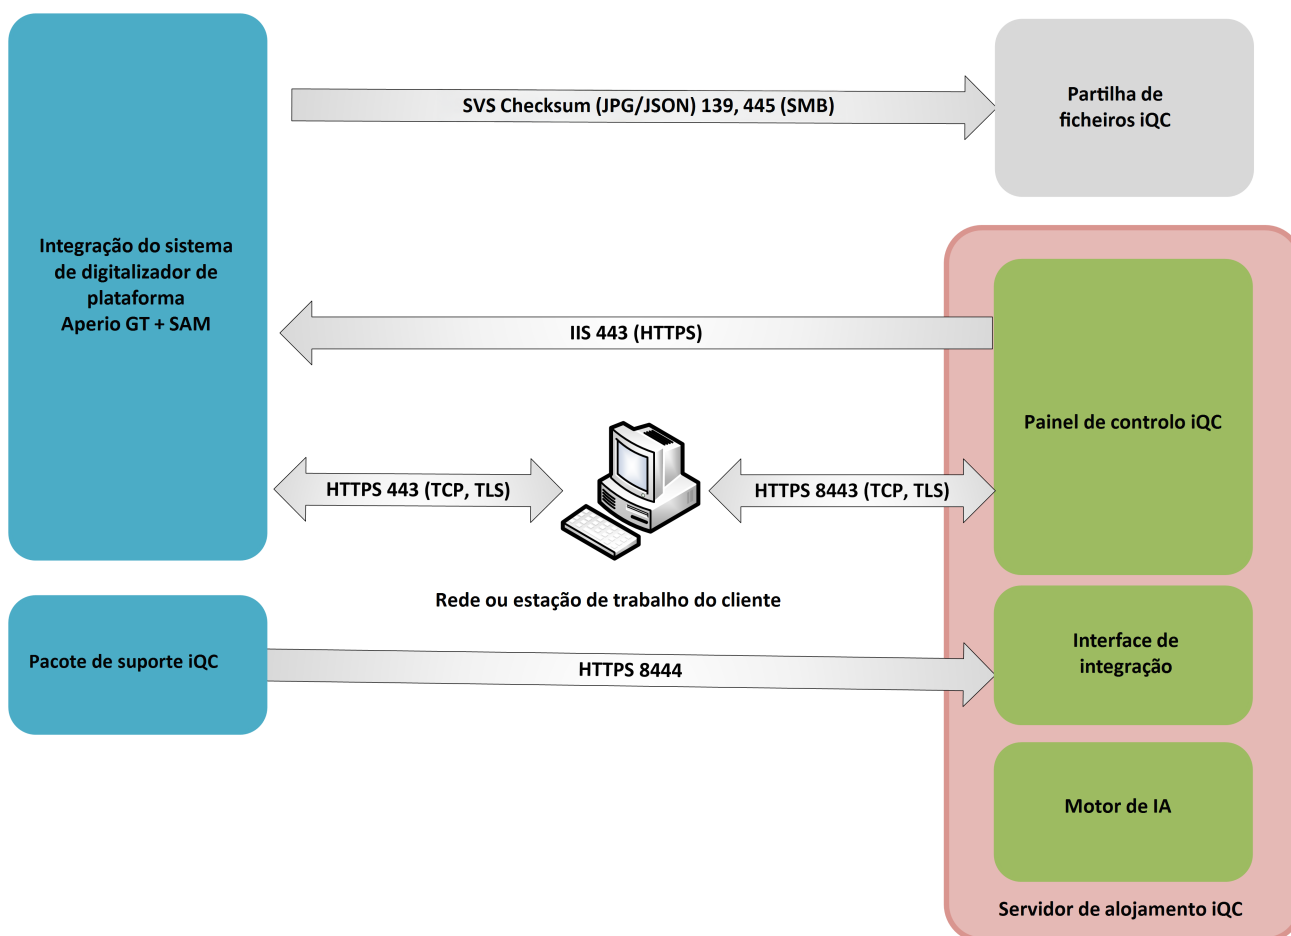 SVS Checksum (JPG/JSON) 139, 445 (SMB)
Partilha de
ficheiros iQC
Integração do sistema
de digitalizador de
plataforma
Aperio GT + SAM
IIS 443 (HTTPS)
Painel de controlo iQC
HTTPS 443 (TCP, TLS)
HTTPS 8443 (TCP, TLS)
Rede ou estação de trabalho do cliente
Pacote de suporte iQC
HTTPS 8444
Interface de
integração
Motor de IA
Servidor de alojamento iQC